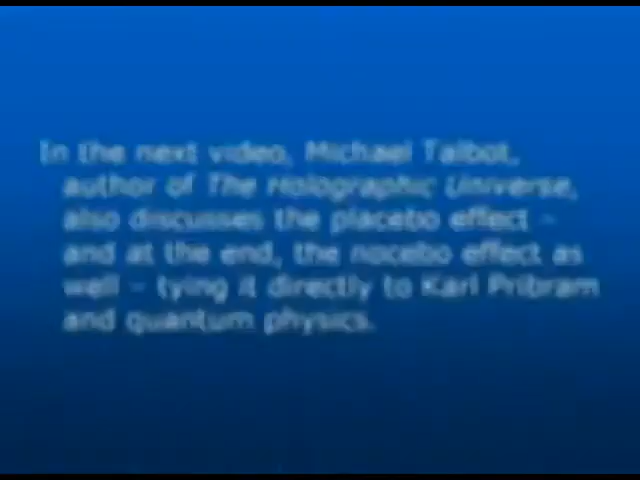 In the next video, Michael Talbot,
author of The Holographic Universe,
also discusses the placebo effect –
and at the end, the nocebo effect as
well – tying it directly to Karl Pribram
and quantum physics.